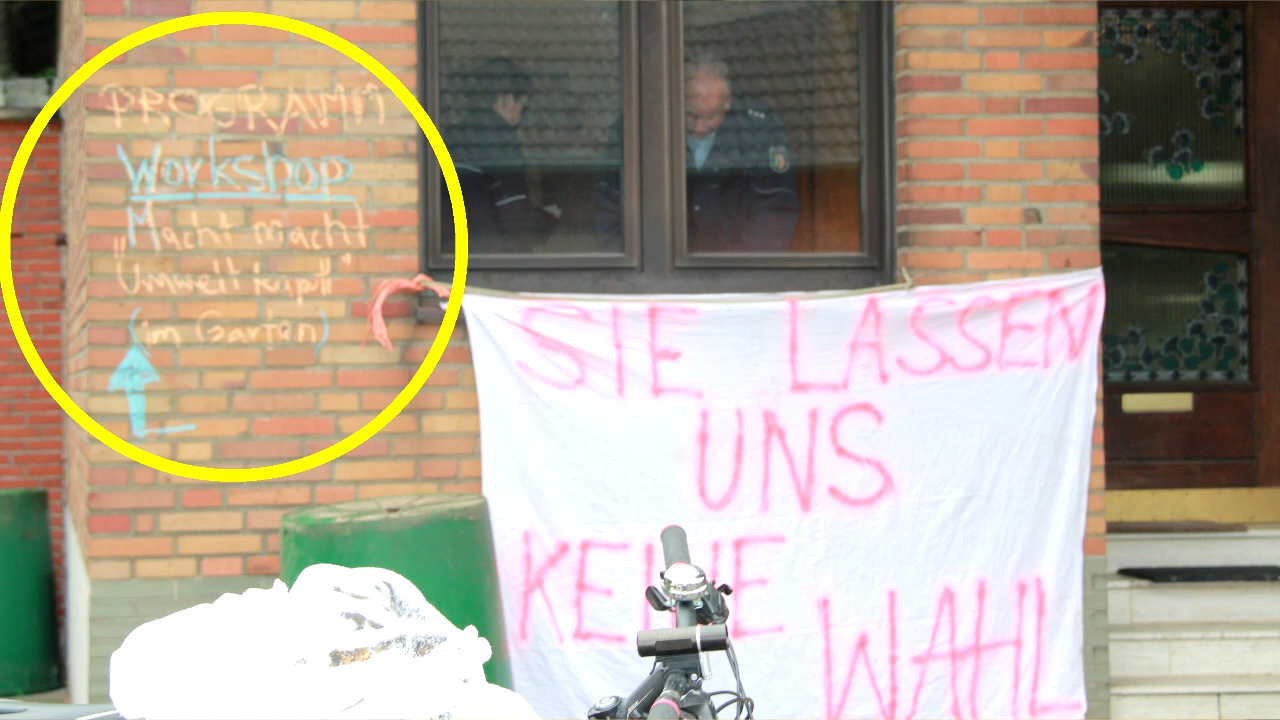 PROGRAMM
Workshop
„Macht macht
Umwelt kaputt"
(im Garten)
SIE LASSEN
UNS
KEINE
WAHL